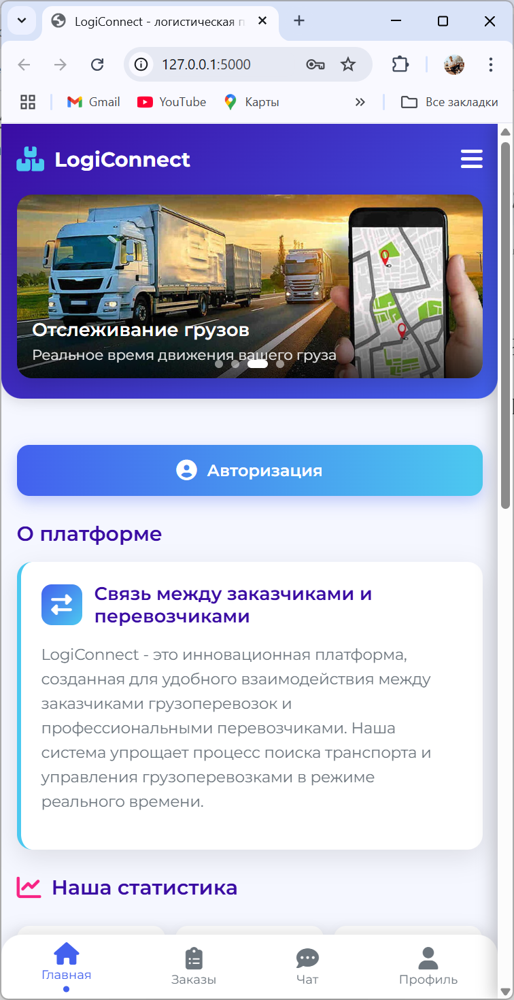 LogiConnect - логистическая п
127.0.0.1:5000
Gmail
YouTube
Карты
Все закладки
LogiConnect
Отслеживание грузов
Реальное время движения вашего груза
Авторизация
О платформе
Связь между заказчиками и
перевозчиками
LogiConnect - это инновационная платформа,
созданная для удобного взаимодействия между
заказчиками грузоперевозок и
профессиональными перевозчиками. Наша
система упрощает процесс поиска транспорта и
управления грузоперевозками в режиме
реального времени.
Наша статистика
Главная
Заказы
Чат
Профиль